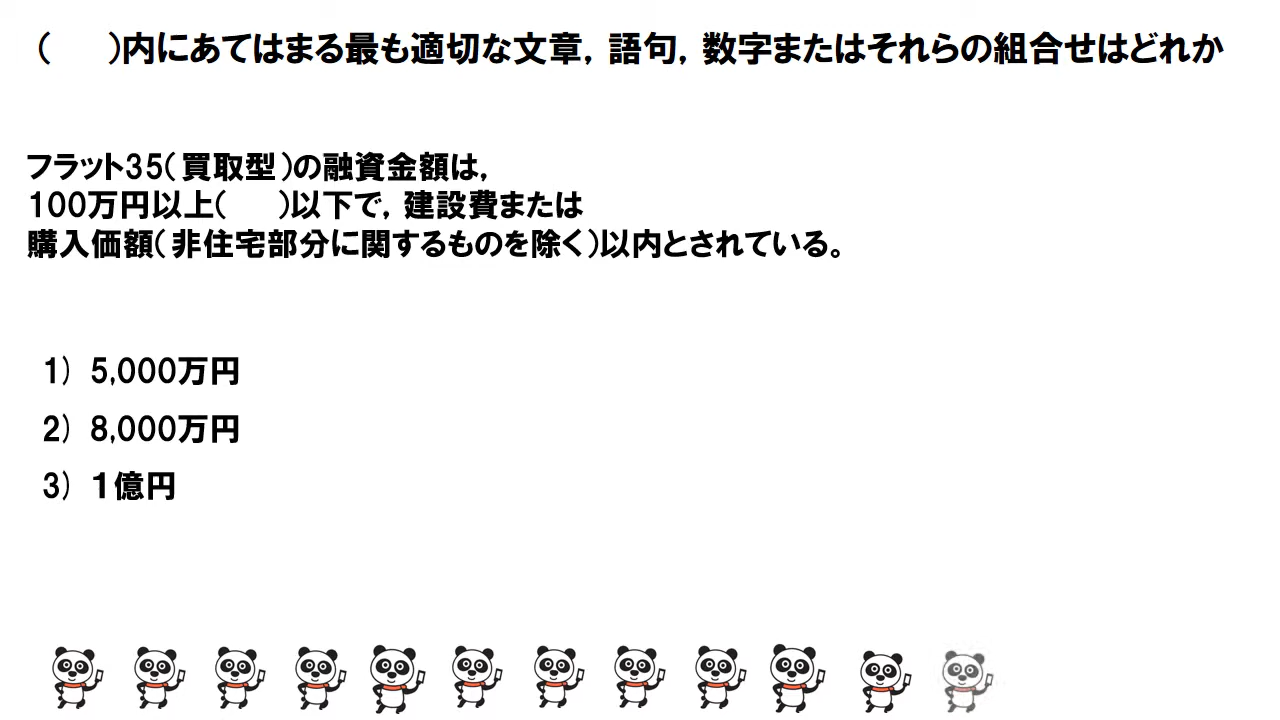 (　　)内にあてはまる最も適切な文章, 語句, 数字またはそれらの組合せはどれか
フラット35(買取型)の融資金額は,
100万円以上(　　)以下で, 建設費または
購入価額(非住宅部分に関するものを除く)以内とされている。
1) 5,000万円
2) 8,000万円
3) 1億円